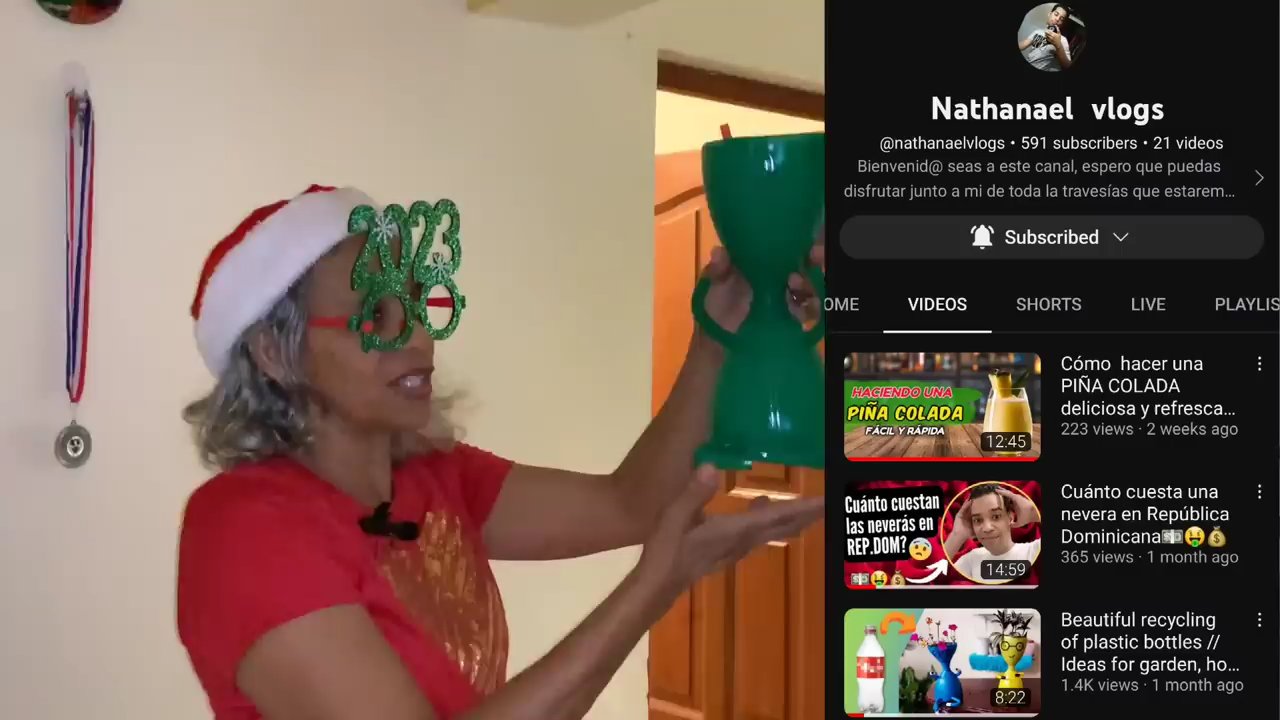 2023
Nathanael vlogs
@nathanaelvlogs • 591 subscribers • 21 videos
Bienvenid@ seas a este canal, espero que puedas
disfrutar junto a mi de toda la travesías que estarem...
Subscribed
OME
VIDEOS
SHORTS
LIVE
PLAYLIS
HACIENDO UNA
PIÑA COLADA
FÁCIL Y RÁPIDA
12:45
Cómo hacer una
PIÑA COLADA
deliciosa y refresca...
223 views · 2 weeks ago
Cuánto cuestan
las neverás en
REP.DOM?
14:59
Cuánto cuesta una
nevera en República
Dominicana💵🤑💰
365 views · 1 month ago
8:22
Beautiful recycling
of plastic bottles //
Ideas for garden, ho...
1.4K views · 1 month ago